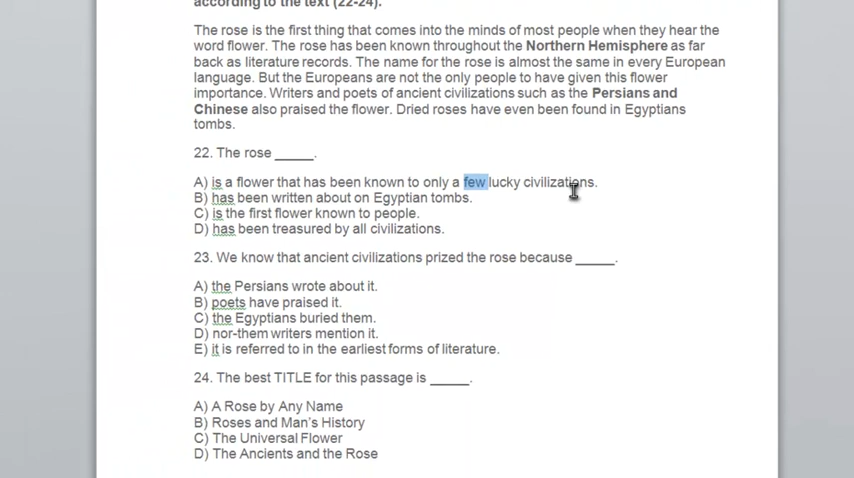 according to the text (22-24).
The rose is the first thing that comes into the minds of most people when they hear the
word flower. The rose has been known throughout the Northern Hemisphere as far
back as literature records. The name for the rose is almost the same in every European
language. But the Europeans are not the only people to have given this flower
importance. Writers and poets of ancient civilizations such as the Persians and
Chinese also praised the flower. Dried roses have even been found in Egyptians
tombs.
22. The rose _____.
A) is a flower that has been known to only a few lucky civilizations.
B) has been written about on Egyptian tombs.
C) is the first flower known to people.
D) has been treasured by all civilizations.
23. We know that ancient civilizations prized the rose because _____.
A) the Persians wrote about it.
B) poets have praised it.
C) the Egyptians buried them.
D) nor-them writers mention it.
E) it is referred to in the earliest forms of literature.
24. The best TITLE for this passage is _____.
A) A Rose by Any Name
B) Roses and Man's History
C) The Universal Flower
D) The Ancients and the Rose